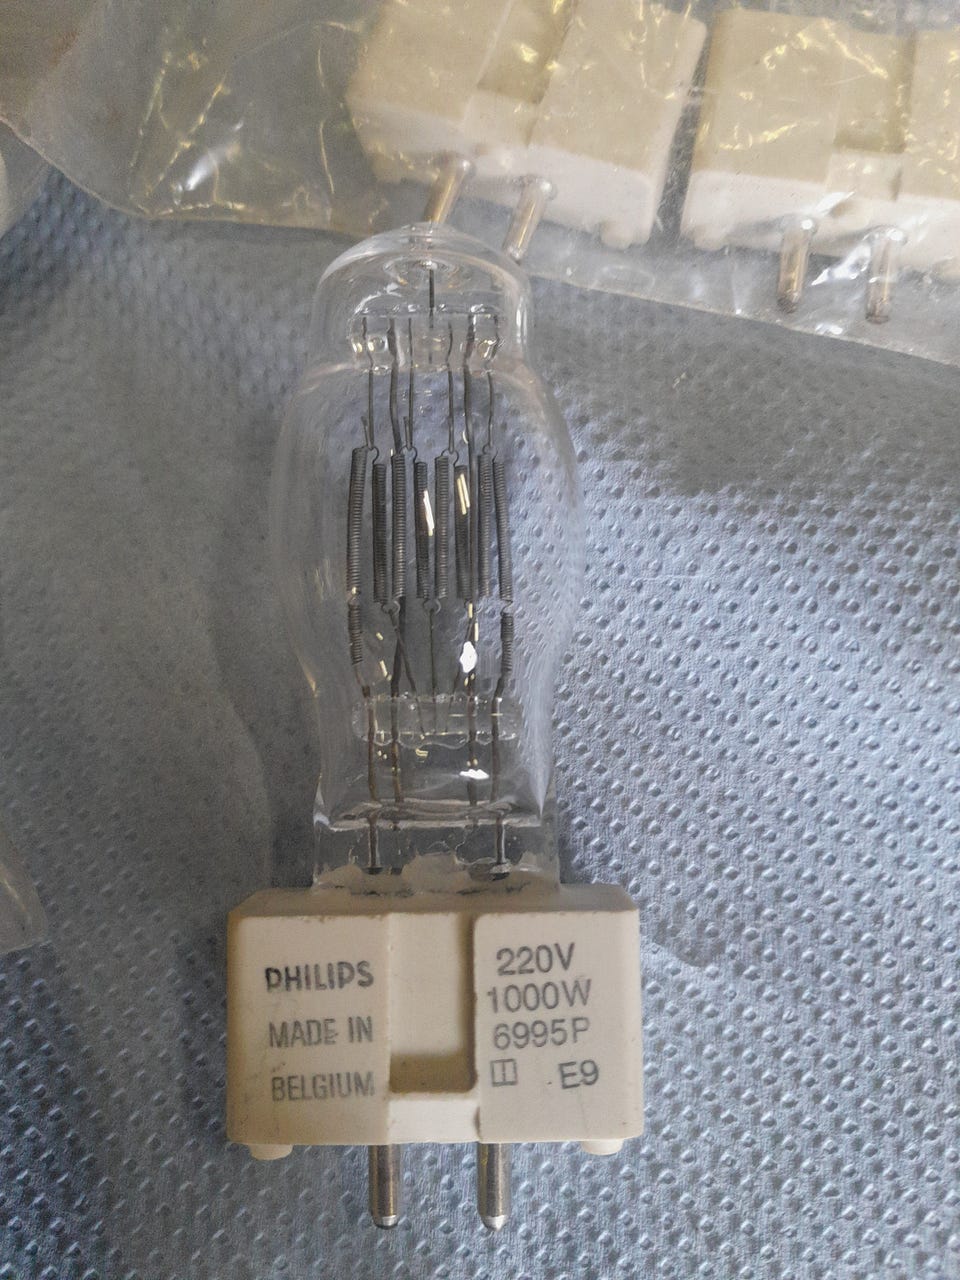 PHILIPS
MADE IN
BELGIUM
220V
1000W
6995P
E9